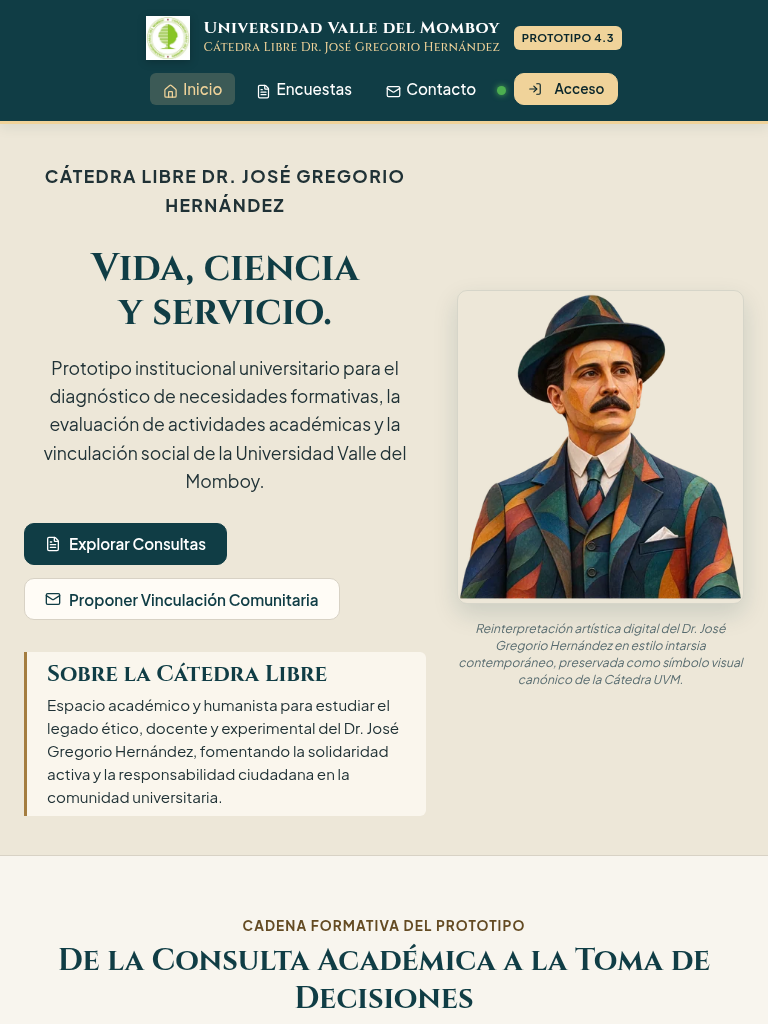 Universidad Valle del Momboy
Cátedra Libre Dr. José Gregorio Hernández
PROTOTIPO 4.3
Inicio
Encuestas
Contacto
Acceso
CÁTEDRA LIBRE DR. JOSÉ GREGORIO
HERNÁNDEZ
Vida, ciencia
y servicio.
Prototipo institucional universitario para el
diagnóstico de necesidades formativas, la
evaluación de actividades académicas y la
vinculación social de la Universidad Valle del
Momboy.
Explorar Consultas
Proponer Vinculación Comunitaria
Sobre la Cátedra Libre
Espacio académico y humanista para estudiar el
legado ético, docente y experimental del Dr. José
Gregorio Hernández, fomentando la solidaridad
activa y la responsabilidad ciudadana en la
comunidad universitaria.
Reinterpretación artística digital del Dr. José
Gregorio Hernández en estilo intarsia
contemporáneo, preservada como símbolo visual
canónico de la Cátedra UVM.
CADENA FORMATIVA DEL PROTOTIPO
De la Consulta Académica a la Toma de
Decisiones